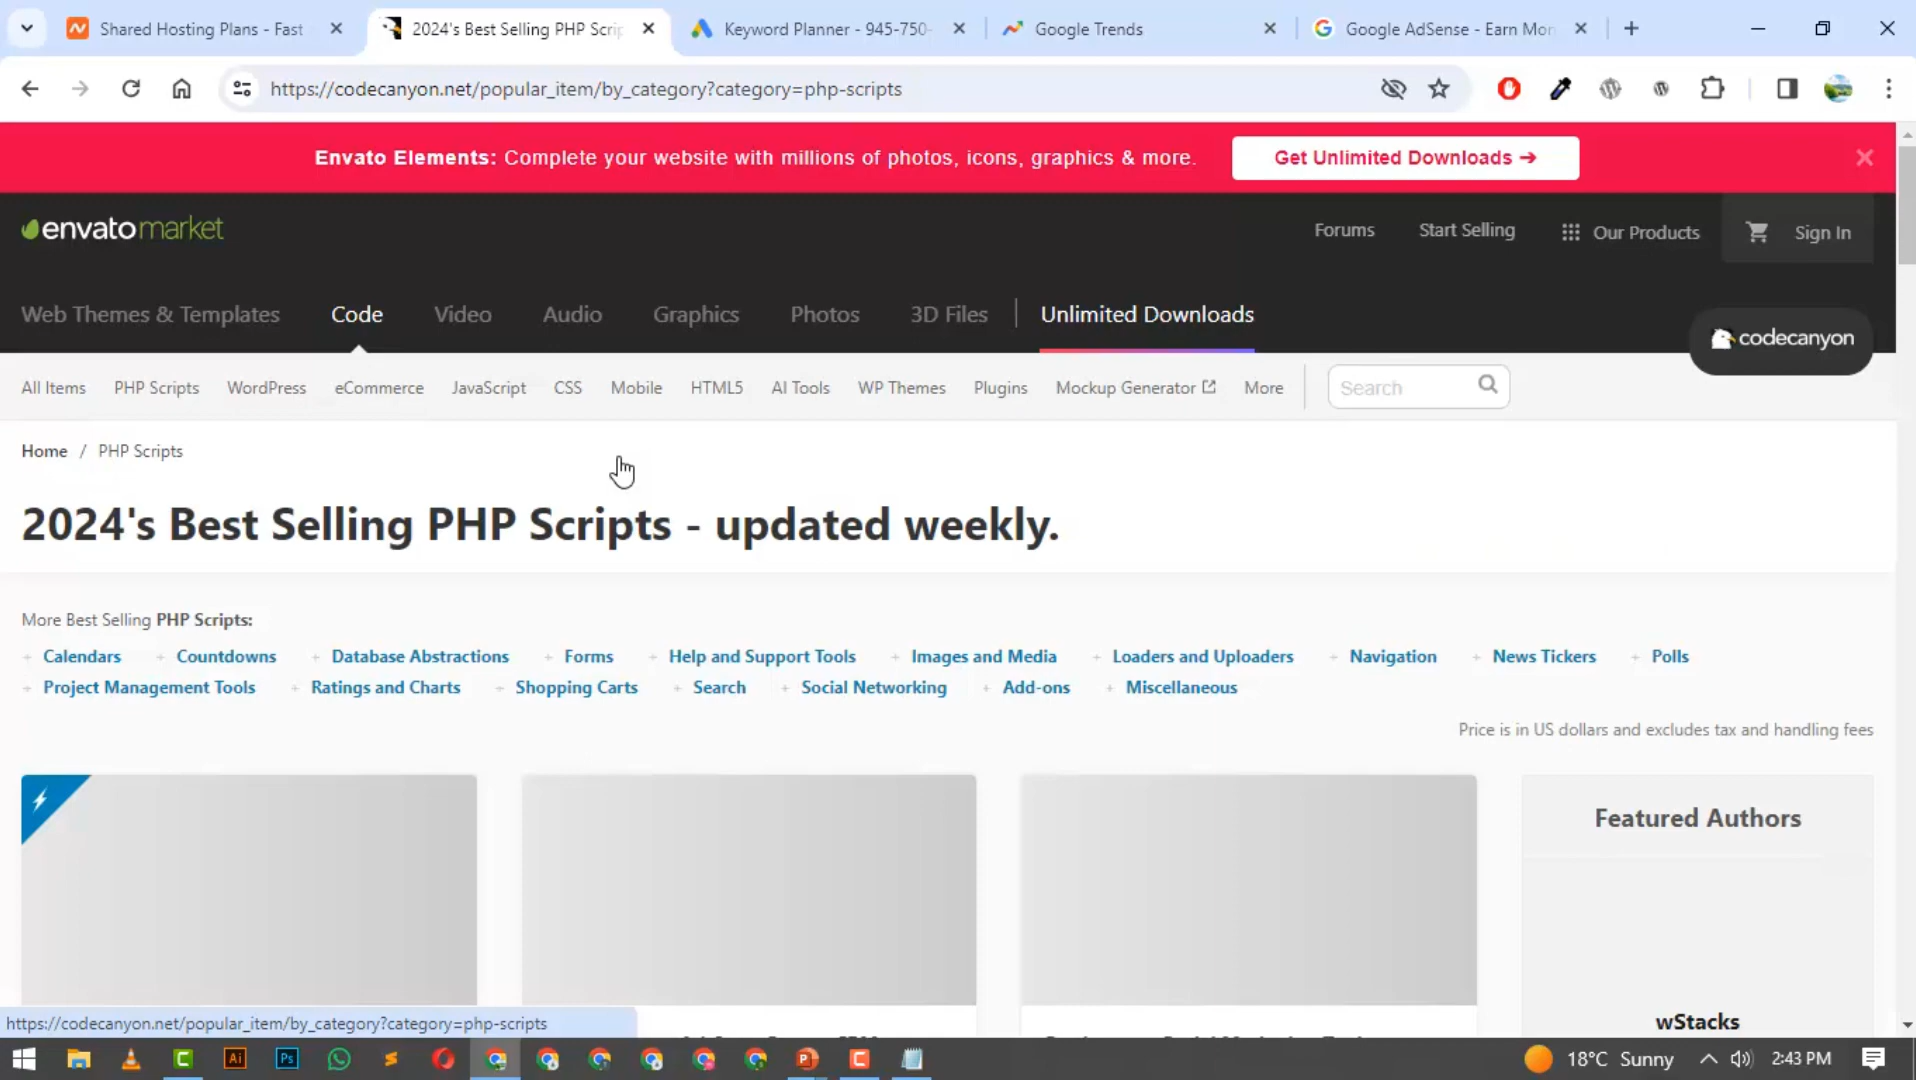 Shared Hosting Plans - Fast
2024's Best Selling PHP Scrip
Keyword Planner - 945-750-
Google Trends
Google AdSense - Earn Mon
https://codecanyon.net/popular_item/by_category?category=php-scripts
Envato Elements: Complete your website with millions of photos, icons, graphics & more.
Get Unlimited Downloads →
envatomarket
Forums
Start Selling
Our Products
Sign In
Web Themes & Templates
Code
Video
Audio
Graphics
Photos
3D Files
Unlimited Downloads
codecanyon
All Items
PHP Scripts
WordPress
eCommerce
JavaScript
CSS
Mobile
HTML5
AI Tools
WP Themes
Plugins
Mockup Generator
More
Search
Home / PHP Scripts
2024's Best Selling PHP Scripts - updated weekly.
More Best Selling PHP Scripts:
Calendars
Countdowns
Database Abstractions
Forms
Help and Support Tools
Images and Media
Loaders and Uploaders
Navigation
News Tickers
Polls
Project Management Tools
Ratings and Charts
Shopping Carts
Search
Social Networking
Add-ons
Miscellaneous
Price is in US dollars and excludes tax and handling fees
Featured Authors
wStacks
https://codecanyon.net/popular_item/by_category?category=php-scripts
Ai
Ps
18°C Sunny
2:43 PM